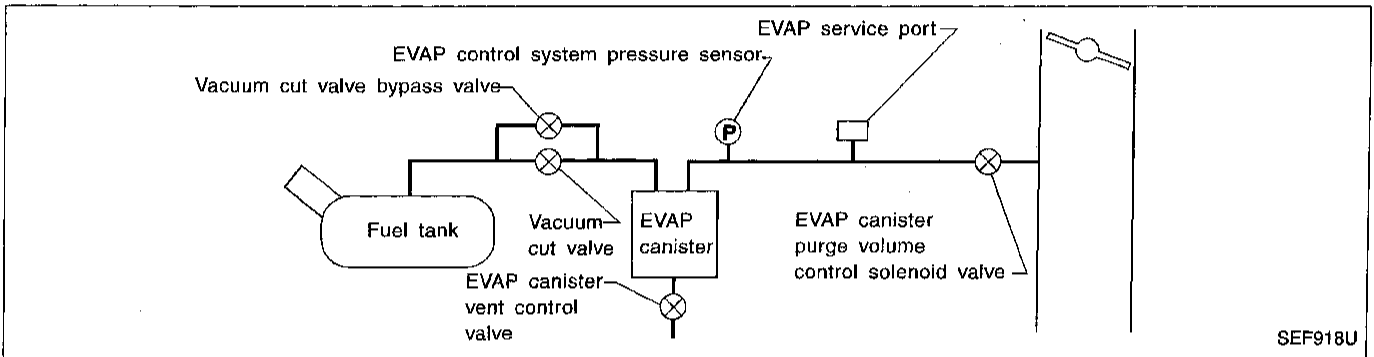 EVAP service port
EVAP control system pressure sensor
Vacuum cut valve bypass valve
P
Fuel tank
Vacuum
cut valve
EVAP
canister
EVAP canister
purge volume
control solenoid valve
EVAP canister
vent control
valve
SEF918U